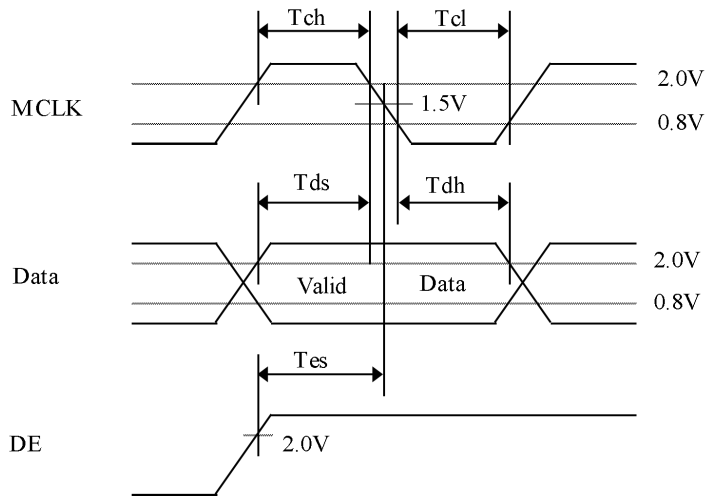 Tch
Tcl
2.0V
MCLK
1.5V
0.8V
Tds
Tdh
Data
2.0V
Valid
Data
0.8V
Tes
DE
2.0V